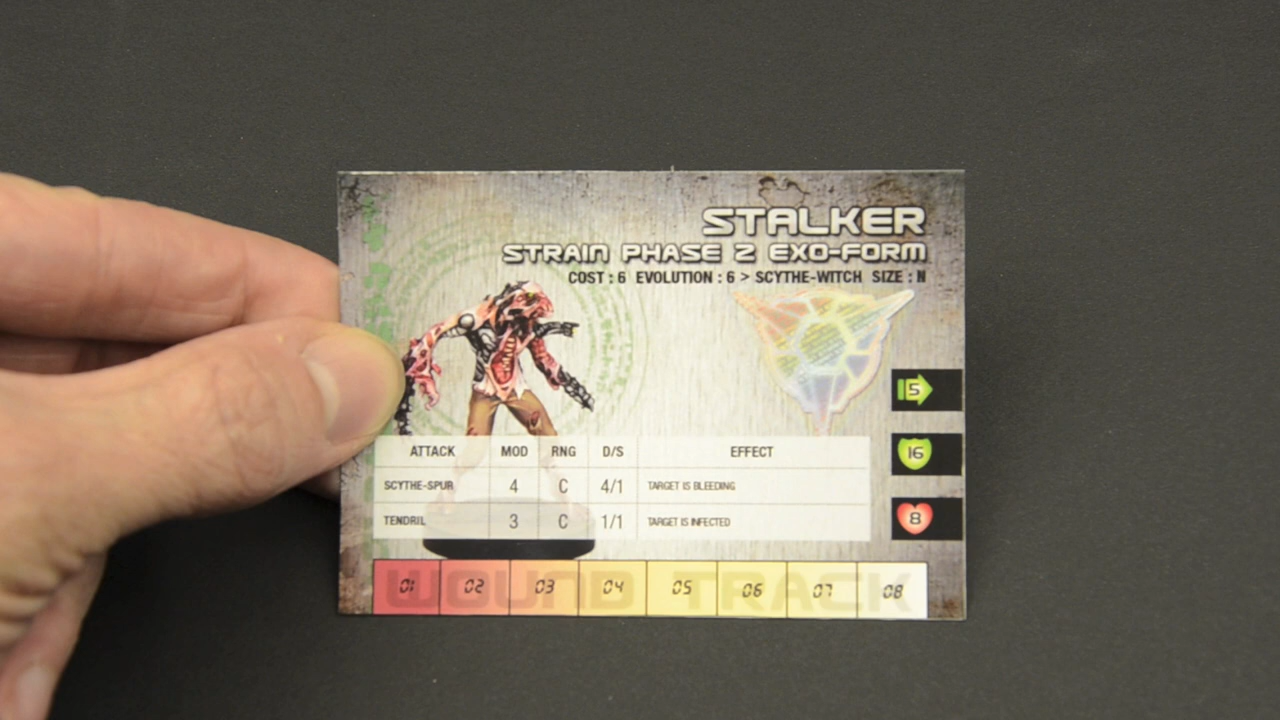 STALKER
STRAIN PHASE 2 EXO-FORM
COST : 6 EVOLUTION : 6 > SCYTHE-WITCH SIZE : N
5
16
8
ATTACK MOD RNG D/S EFFECT
SCYTHE-SPUR 4 C 4/1 TARGET IS BLEEDING
TENDRIL 3 C 1/1 TARGET IS INFECTED
WOUND TRACK
01 02 03 04 05 06 07 08